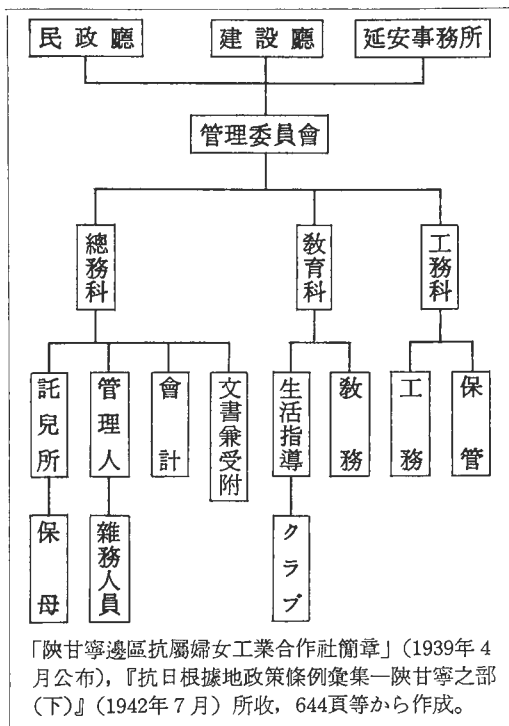 民政廳
建設廳
延安事務所
管理委員會
總務科
教育科
工務科
託兒所
管理人
會計
文書兼受附
生活指導
教務
工務
保管
保母
雜務人員
クラブ
「陝甘寧邊區抗屬婦女工業合作社簡章」(1939年4
月公布),『抗日根據地政策條例彙集―陝甘寧之部
(下)』(1942年7月)所收,644頁等から作成。